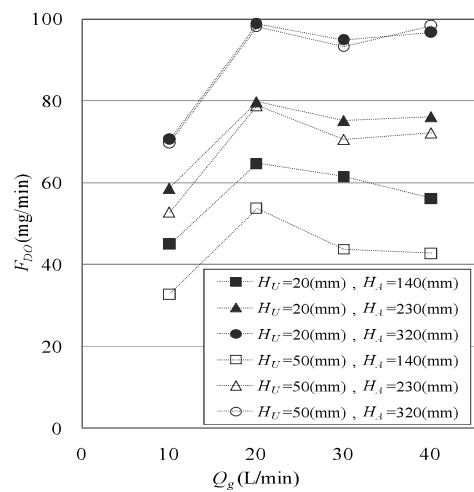 100
80
60
40
20
0
F_DO (mg/min)
H_U=20(mm) , H_A=140(mm)
H_U=20(mm) , H_A=230(mm)
H_U=20(mm) , H_A=320(mm)
H_U=50(mm) , H_A=140(mm)
H_U=50(mm) , H_A=230(mm)
H_U=50(mm) , H_A=320(mm)
0 10 20 30 40
Q_g (L/min)